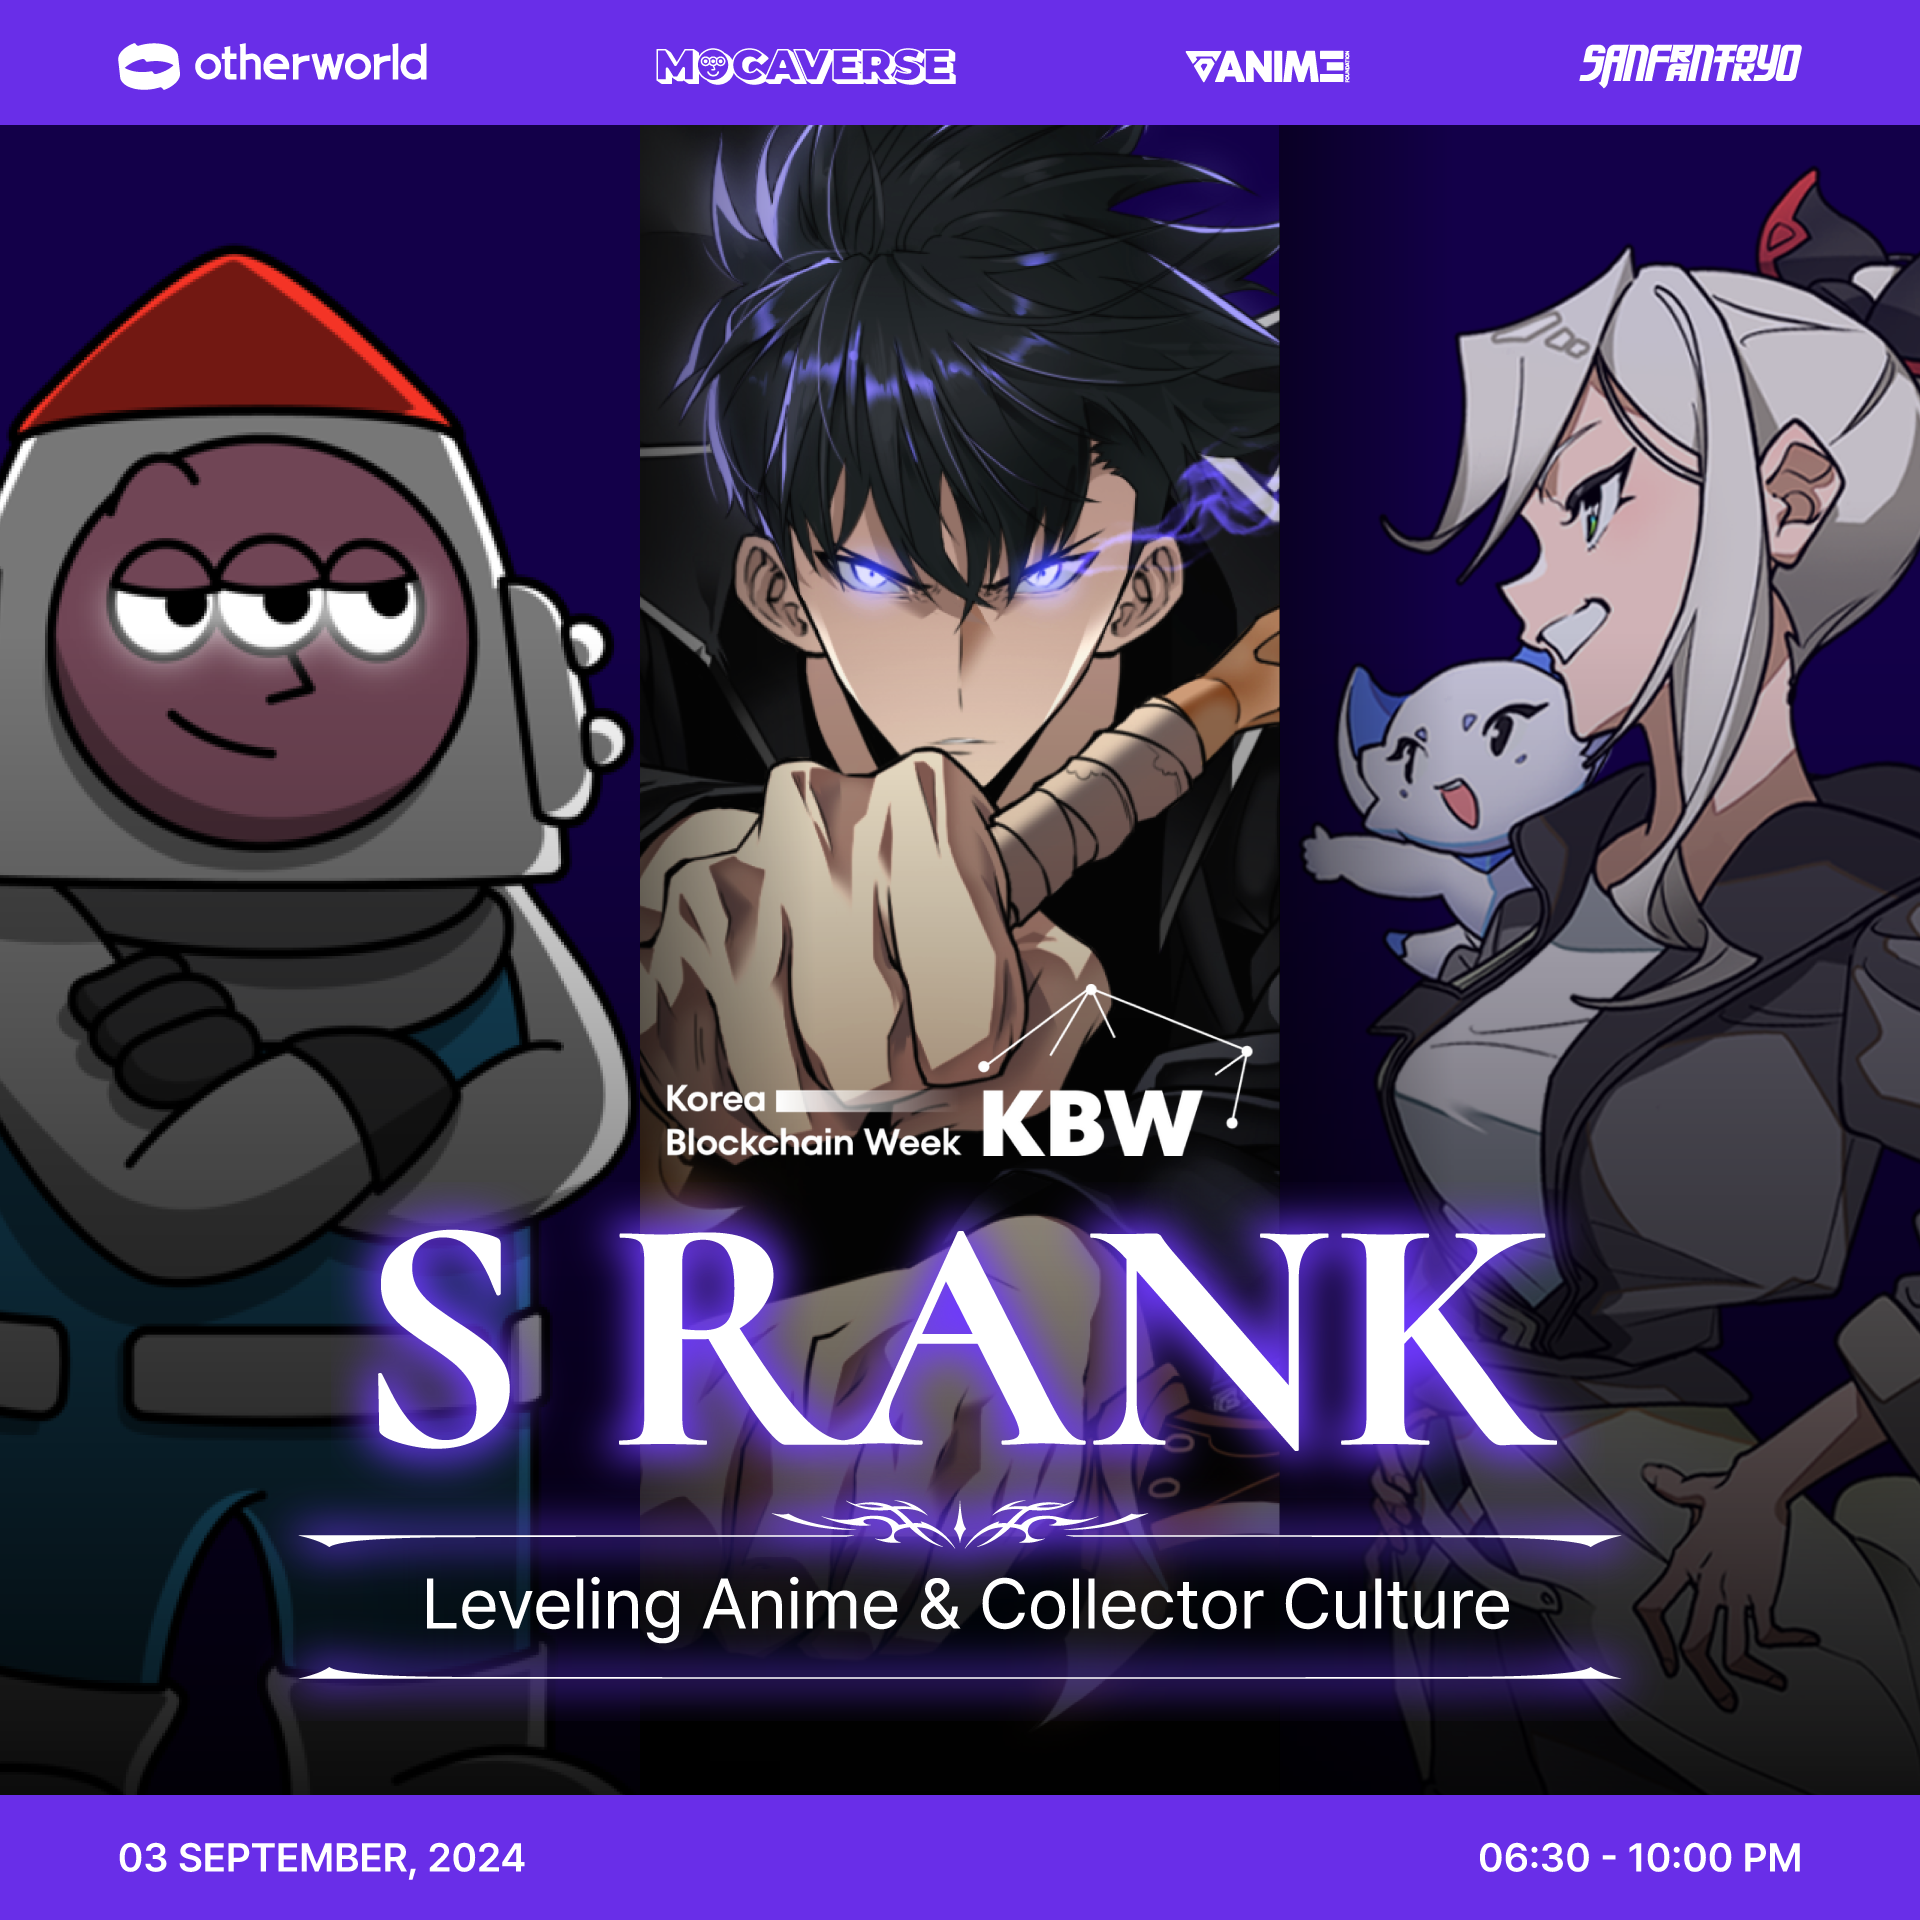 otherworld
MOCAVERSE
ANIME
FOUNDATION
SANFRANTOKYO
Korea
Blockchain Week
KBW
S RANK
Leveling Anime & Collector Culture
03 SEPTEMBER, 2024
06:30 - 10:00 PM